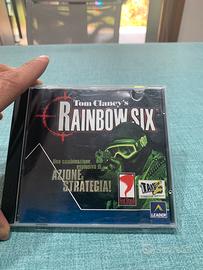 Tom Clancy's
RAINBOW SIX
Una combinazione
esplosiva di
AZIONE
STRATEGIA!
LEADER